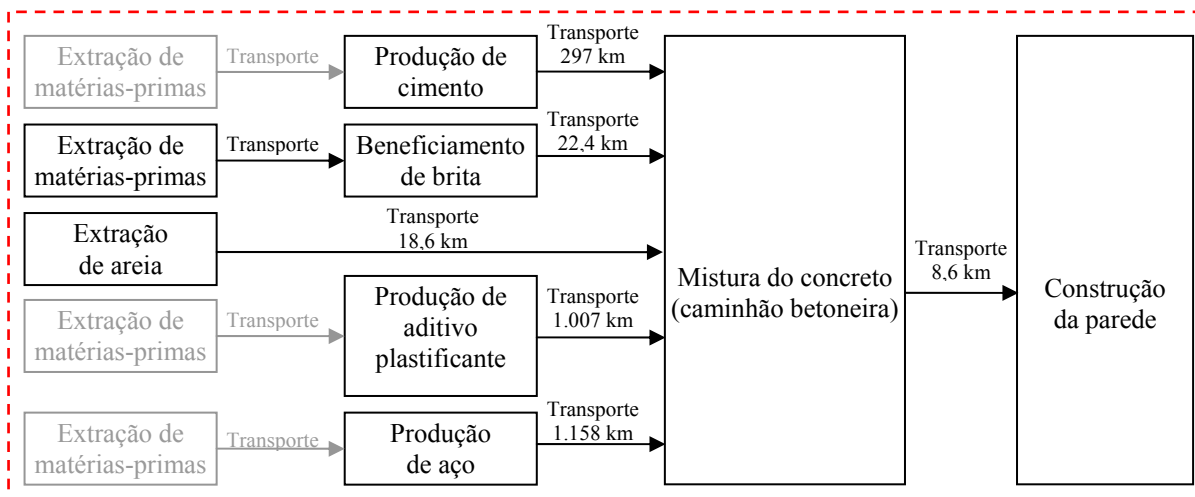 Extração de
matérias-primas
Transporte
Produção de
cimento
Transporte
297 km
Extração de
matérias-primas
Transporte
Beneficiamento
de brita
Transporte
22,4 km
Extração
de areia
Transporte
18,6 km
Extração de
matérias-primas
Transporte
Produção de
aditivo
plastificante
Transporte
1.007 km
Extração de
matérias-primas
Transporte
Produção
de aço
Transporte
1.158 km
Mistura do concreto
(caminhão betoneira)
Transporte
8,6 km
Construção
da parede